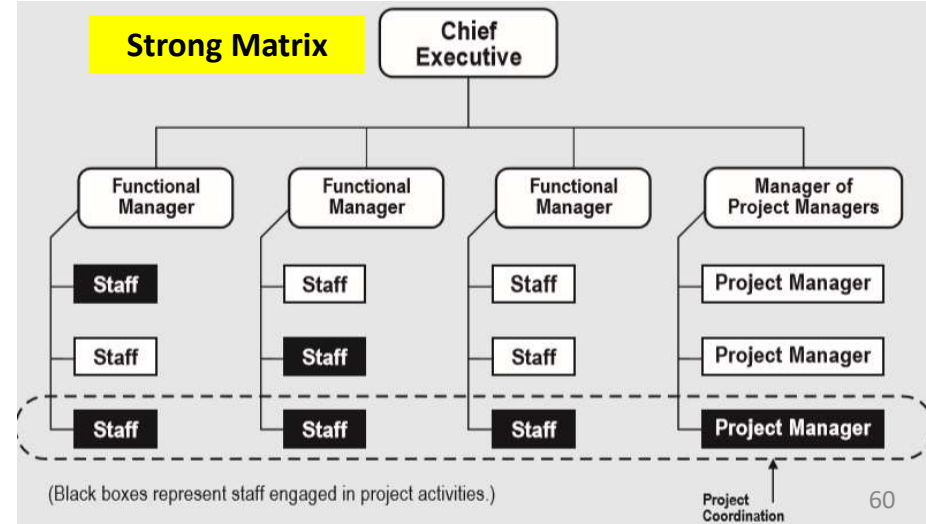 Strong Matrix
Chief
Executive
Functional
Manager
Functional
Manager
Functional
Manager
Manager of
Project Managers
Staff
Staff
Staff
Project Manager
Staff
Staff
Staff
Project Manager
Staff
Staff
Staff
Project Manager
(Black boxes represent staff engaged in project activities.)
Project
Coordination
60